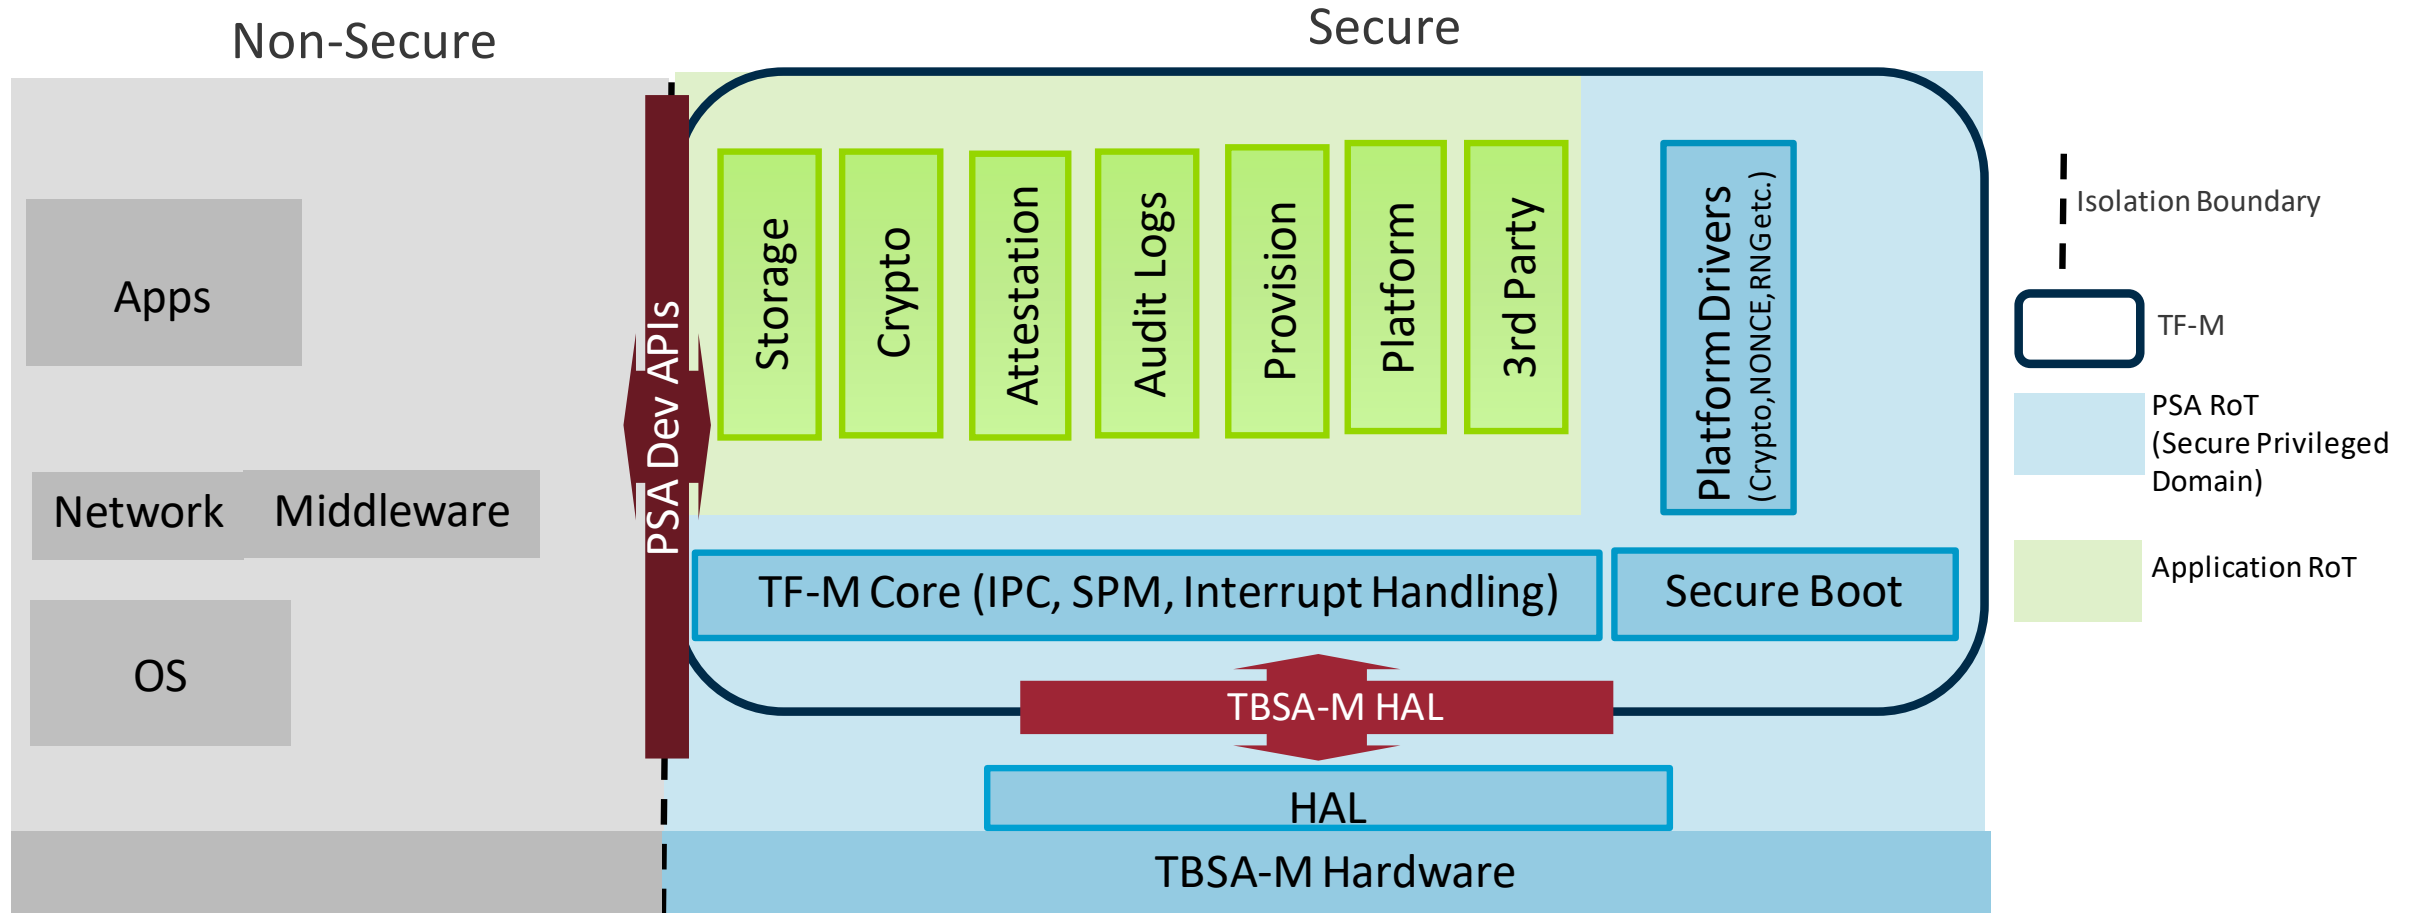 Non-Secure
Secure
Apps
Network
Middleware
OS
PSA Dev APIs
Storage
Crypto
Attestation
Audit Logs
Provision
Platform
3rd Party
Platform Drivers
(Crypto,NONCE,RNG etc.)
TF-M Core (IPC, SPM, Interrupt Handling)
Secure Boot
TBSA-M HAL
HAL
TBSA-M Hardware
Isolation Boundary
TF-M
PSA RoT
(Secure Privileged
Domain)
Application RoT